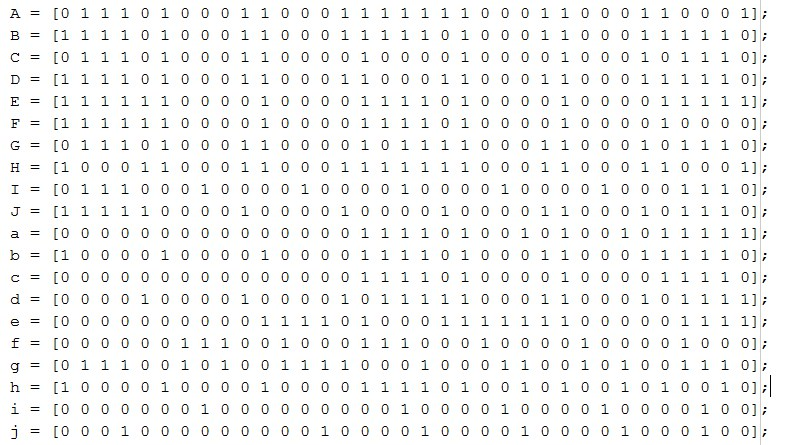 A = [0 1 1 1 0 1 0 0 0 1 1 0 0 0 1 1 1 1 1 1 1 0 0 0 1 1 0 0 0 1 1 0 0 0 1];
B = [1 1 1 1 0 1 0 0 0 1 1 0 0 0 1 1 1 1 1 0 1 0 0 0 1 1 0 0 0 1 1 1 1 1 0];
C = [0 1 1 1 0 1 0 0 0 1 1 0 0 0 0 1 0 0 0 0 1 0 0 0 0 1 0 0 0 1 0 1 1 1 0];
D = [1 1 1 1 0 1 0 0 0 1 1 0 0 0 1 1 0 0 0 1 1 0 0 0 1 1 0 0 0 1 1 1 1 1 0];
E = [1 1 1 1 1 1 0 0 0 0 1 0 0 0 0 1 1 1 1 0 1 0 0 0 0 1 0 0 0 0 1 1 1 1 1];
F = [1 1 1 1 1 1 0 0 0 0 1 0 0 0 0 1 1 1 1 0 1 0 0 0 0 1 0 0 0 0 1 0 0 0 0];
G = [0 1 1 1 0 1 0 0 0 1 1 0 0 0 0 1 0 1 1 1 1 0 0 0 1 1 0 0 0 1 0 1 1 1 0];
H = [1 0 0 0 1 1 0 0 0 1 1 0 0 0 1 1 1 1 1 1 1 0 0 0 1 1 0 0 0 1 1 0 0 0 1];
I = [0 1 1 1 0 0 0 1 0 0 0 0 1 0 0 0 0 1 0 0 0 0 1 0 0 0 0 1 0 0 0 1 1 1 0];
J = [1 1 1 1 1 0 0 0 0 1 0 0 0 0 1 0 0 0 0 1 0 0 0 0 1 1 0 0 0 1 0 1 1 1 0];
a = [0 0 0 0 0 0 0 0 0 0 0 0 0 0 0 1 1 1 1 0 1 0 0 1 0 1 0 0 1 0 1 1 1 1 1];
b = [1 0 0 0 0 1 0 0 0 0 1 0 0 0 0 1 1 1 1 0 1 0 0 0 1 1 0 0 0 1 1 1 1 1 0];
c = [0 0 0 0 0 0 0 0 0 0 0 0 0 0 0 1 1 1 1 0 1 0 0 0 0 1 0 0 0 0 1 1 1 1 0];
d = [0 0 0 0 1 0 0 0 0 1 0 0 0 0 1 0 1 1 1 1 1 0 0 0 1 1 0 0 0 1 0 1 1 1 1];
e = [0 0 0 0 0 0 0 0 0 0 1 1 1 1 0 1 0 0 0 1 1 1 1 1 1 1 0 0 0 0 0 1 1 1 1];
f = [0 0 0 0 0 0 1 1 1 0 0 1 0 0 0 1 1 1 0 0 0 1 0 0 0 0 1 0 0 0 0 1 0 0 0];
g = [0 1 1 1 0 0 1 0 1 0 0 1 1 1 1 0 0 0 1 0 0 0 1 1 0 0 1 0 1 0 0 1 1 1 0];
h = [1 0 0 0 0 1 0 0 0 0 1 0 0 0 0 1 1 1 1 0 1 0 0 1 0 1 0 0 1 0 1 0 0 1 0];
i = [0 0 0 0 0 0 0 1 0 0 0 0 0 0 0 0 0 1 0 0 0 0 1 0 0 0 0 1 0 0 0 0 1 0 0];
j = [0 0 0 1 0 0 0 0 0 0 0 0 0 1 0 0 0 0 1 0 0 0 0 1 0 0 0 0 1 0 0 0 1 0 0];